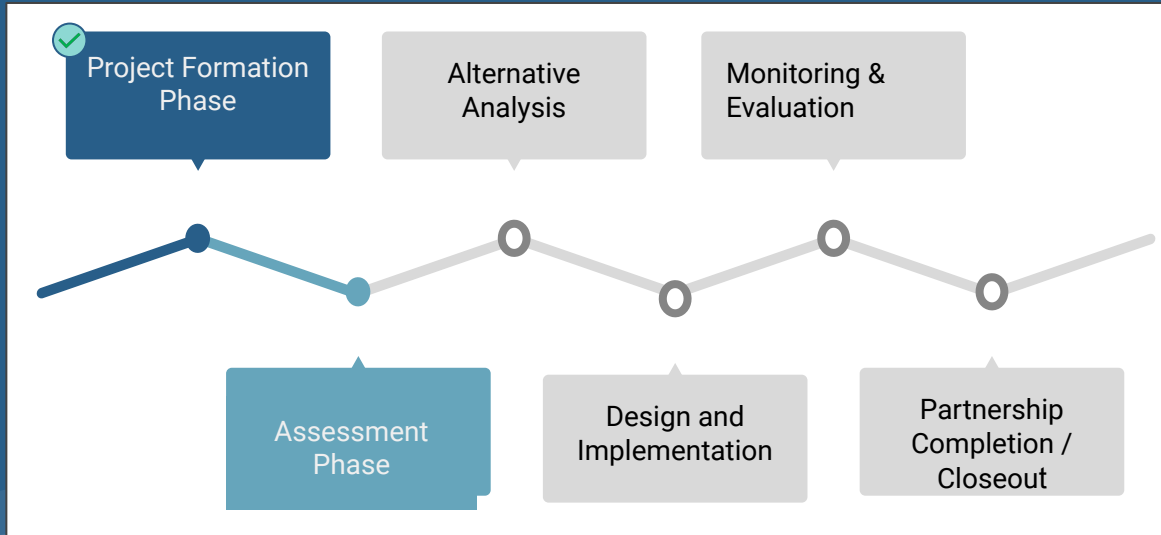 Project Formation
Phase
Alternative
Analysis
Monitoring &
Evaluation
Assessment
Phase
Design and
Implementation
Partnership
Completion /
Closeout